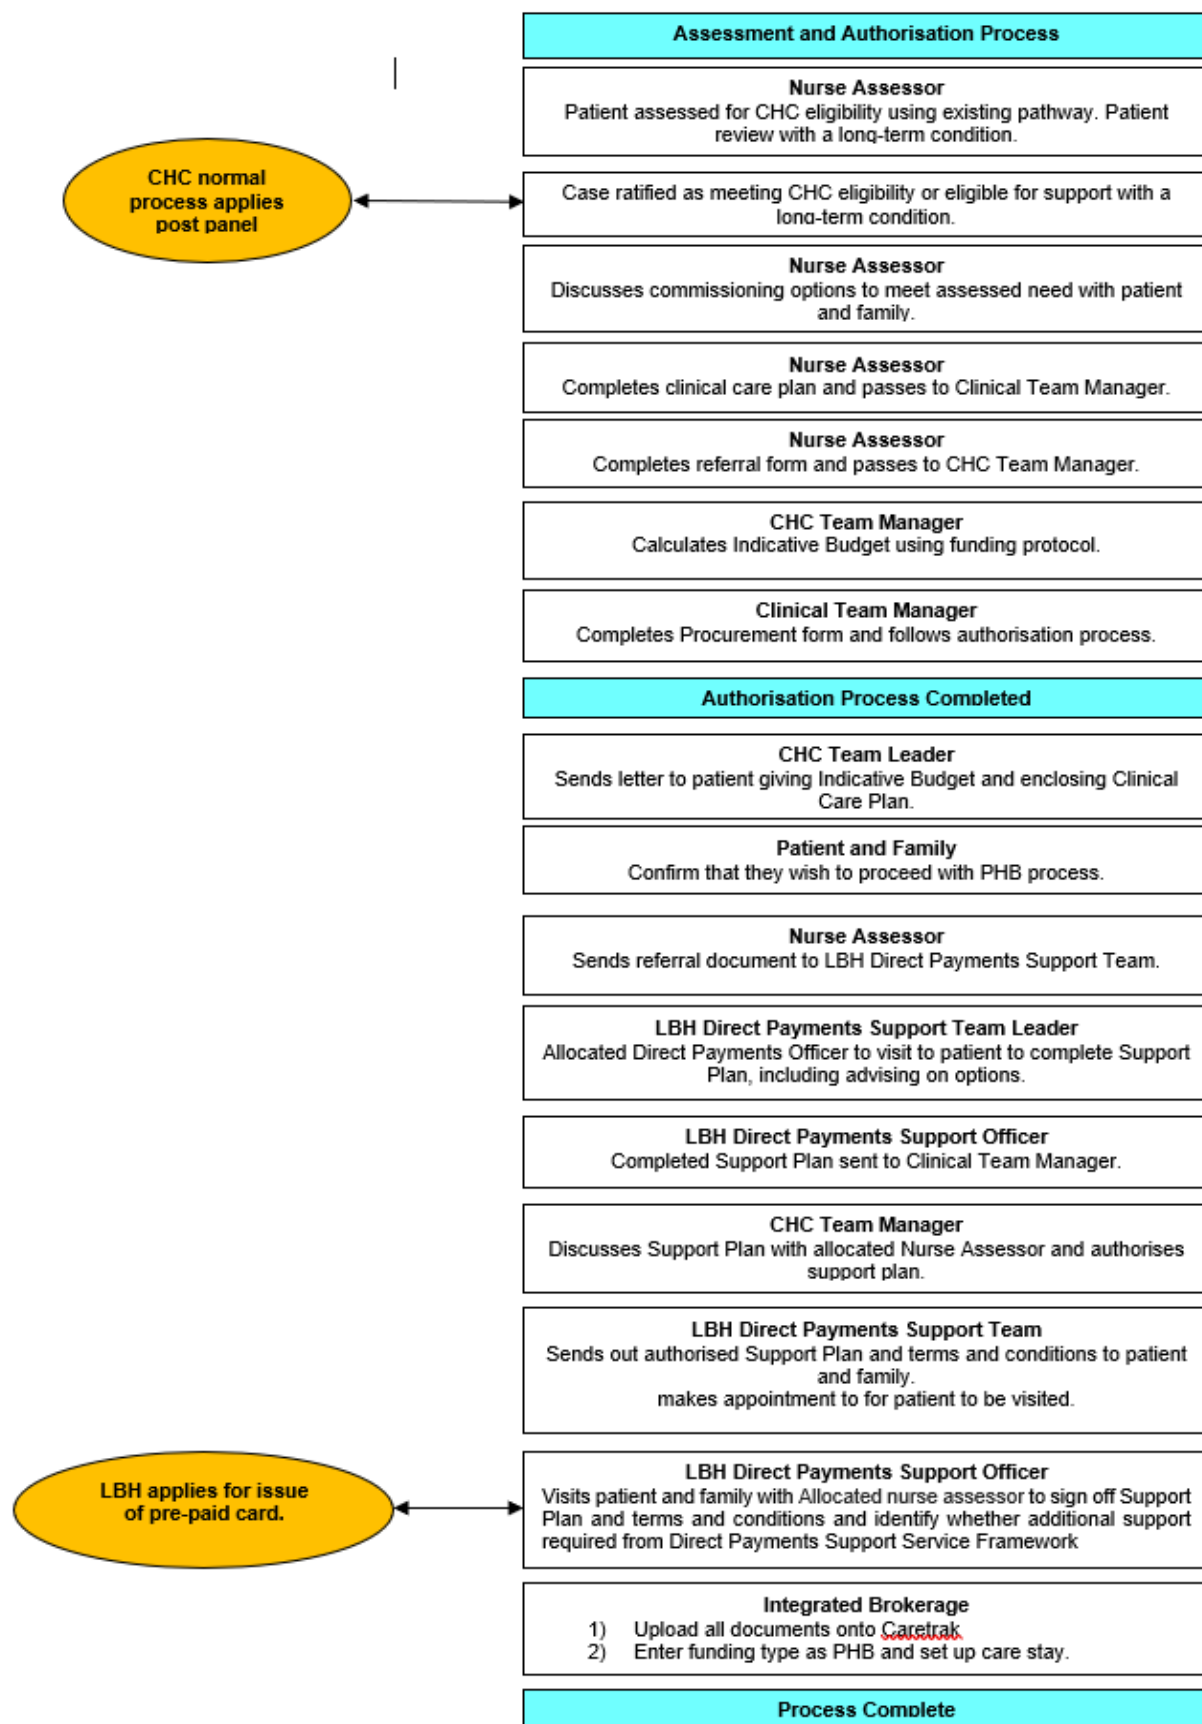 Assessment and Authorisation Process
Nurse Assessor
Patient assessed for CHC eligibility using existing pathway. Patient
review with a long-term condition.
CHC normal
process applies
post panel
Case ratified as meeting CHC eligibility or eligible for support with a
long-term condition.
Nurse Assessor
Discusses commissioning options to meet assessed need with patient
and family.
Nurse Assessor
Completes clinical care plan and passes to Clinical Team Manager.
Nurse Assessor
Completes referral form and passes to CHC Team Manager.
CHC Team Manager
Calculates Indicative Budget using funding protocol.
Clinical Team Manager
Completes Procurement form and follows authorisation process.
Authorisation Process Completed
CHC Team Leader
Sends letter to patient giving Indicative Budget and enclosing Clinical
Care Plan.
Patient and Family
Confirm that they wish to proceed with PHB process.
Nurse Assessor
Sends referral document to LBH Direct Payments Support Team.
LBH Direct Payments Support Team Leader
Allocated Direct Payments Officer to visit to patient to complete Support
Plan, including advising on options.
LBH Direct Payments Support Officer
Completed Support Plan sent to Clinical Team Manager.
CHC Team Manager
Discusses Support Plan with allocated Nurse Assessor and authorises
support plan.
LBH Direct Payments Support Team
Sends out authorised Support Plan and terms and conditions to patient
and family.
makes appointment to for patient to be visited.
LBH applies for issue
of pre-paid card.
LBH Direct Payments Support Officer
Visits patient and family with Allocated nurse assessor to sign off Support
Plan and terms and conditions and identify whether additional support
required from Direct Payments Support Service Framework
Integrated Brokerage
1) Upload all documents onto Caretrak
2) Enter funding type as PHB and set up care stay.
Process Complete